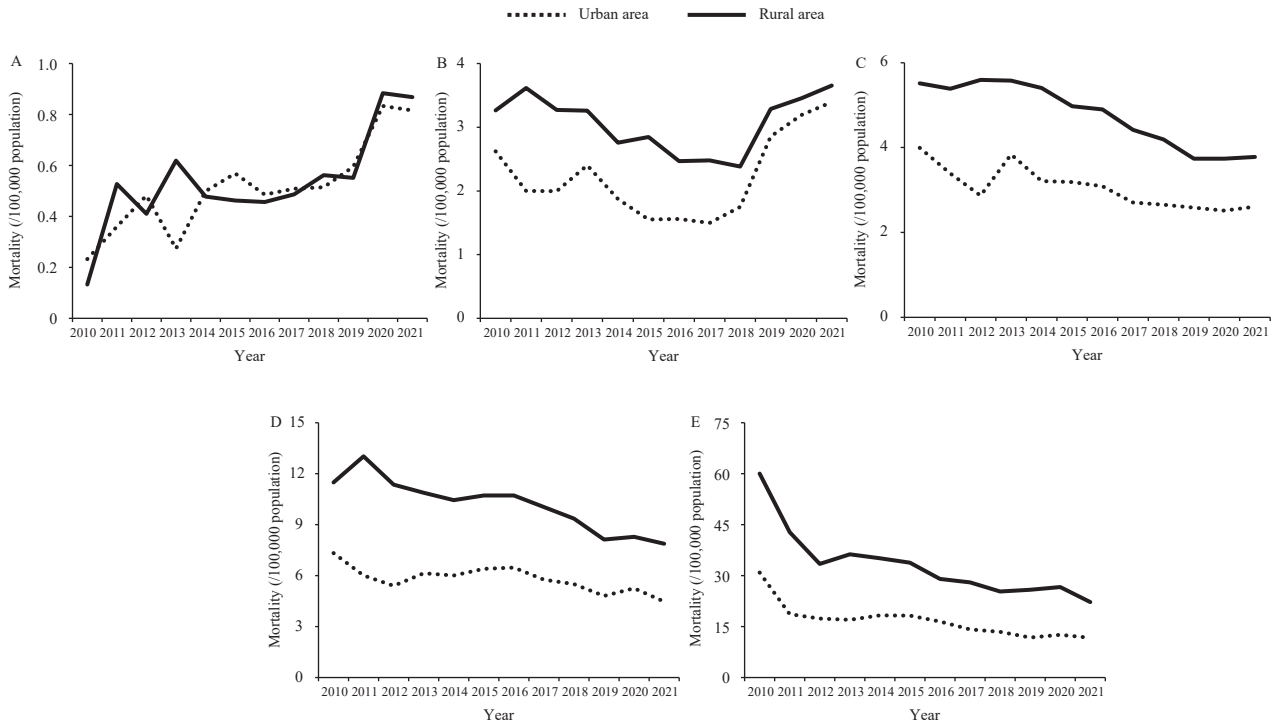 Urban area Rural area
A
Mortality (/100,000 population)
1.0
0.8
0.6
0.4
0.2
0
2010 2011 2012 2013 2014 2015 2016 2017 2018 2019 2020 2021
Year
B
Mortality (/100,000 population)
4
3
2
1
0
2010 2011 2012 2013 2014 2015 2016 2017 2018 2019 2020 2021
Year
C
Mortality (/100,000 population)
6
4
2
0
2010 2011 2012 2013 2014 2015 2016 2017 2018 2019 2020 2021
Year
D
Mortality (/100,000 population)
15
12
9
6
3
0
2010 2011 2012 2013 2014 2015 2016 2017 2018 2019 2020 2021
Year
E
Mortality (/100,000 population)
75
60
45
30
15
0
2010 2011 2012 2013 2014 2015 2016 2017 2018 2019 2020 2021
Year